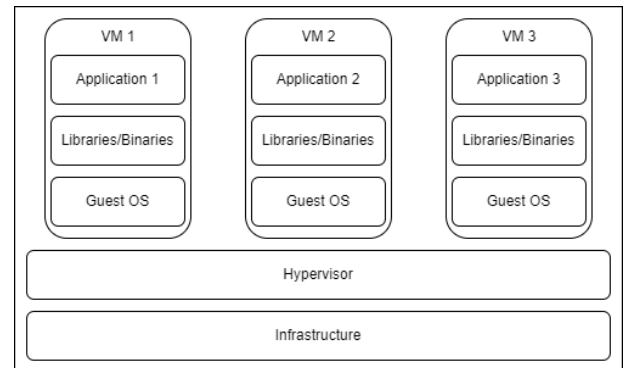 VM 1
VM 2
VM 3
Application 1
Application 2
Application 3
Libraries/Binaries
Libraries/Binaries
Libraries/Binaries
Guest OS
Guest OS
Guest OS
Hypervisor
Infrastructure